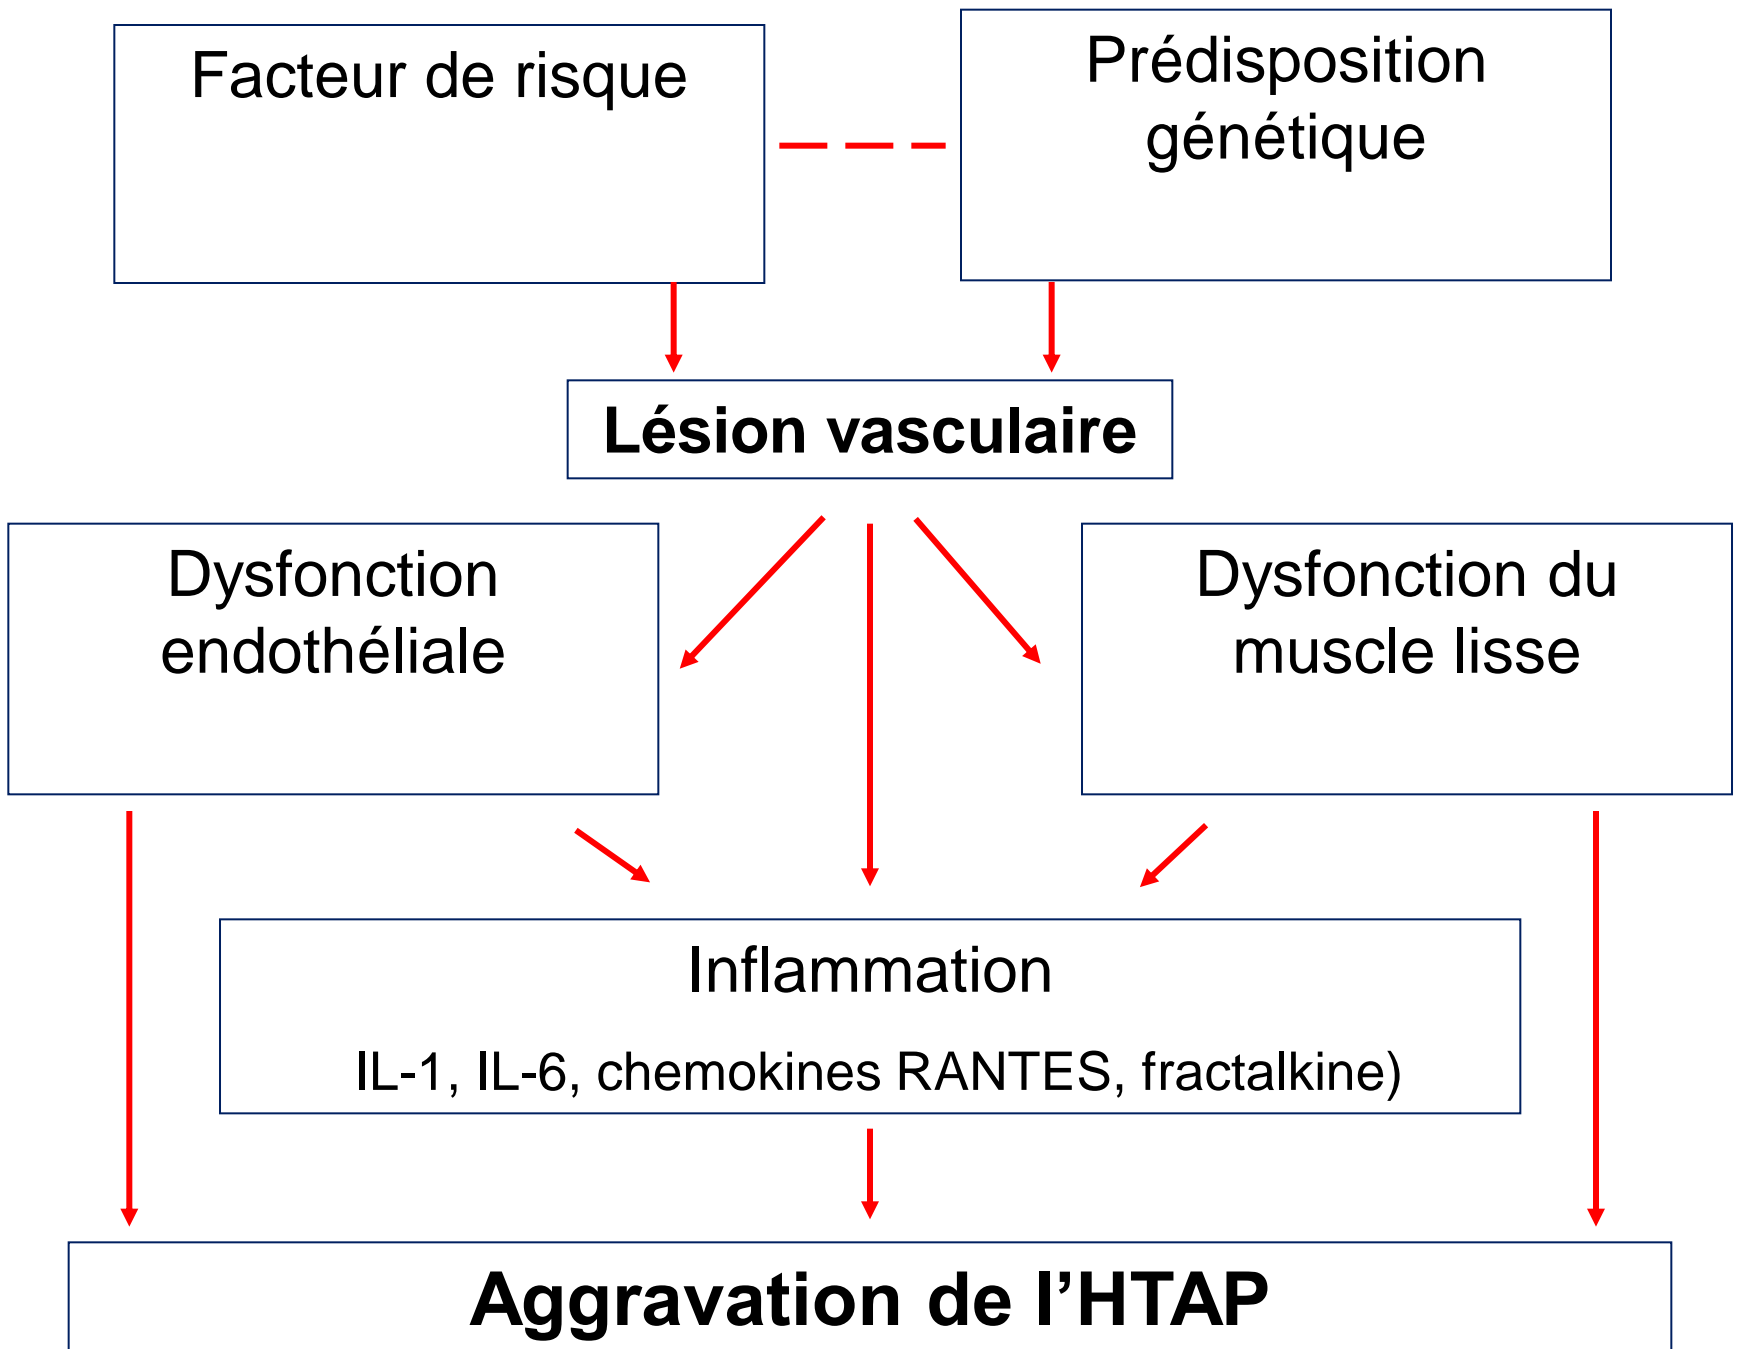 Facteur de risque
Prédisposition
génétique
Lésion vasculaire
Dysfonction
endothéliale
Dysfonction du
muscle lisse
Inflammation
IL-1, IL-6, chemokines RANTES, fractalkine)
Aggravation de l’HTAP